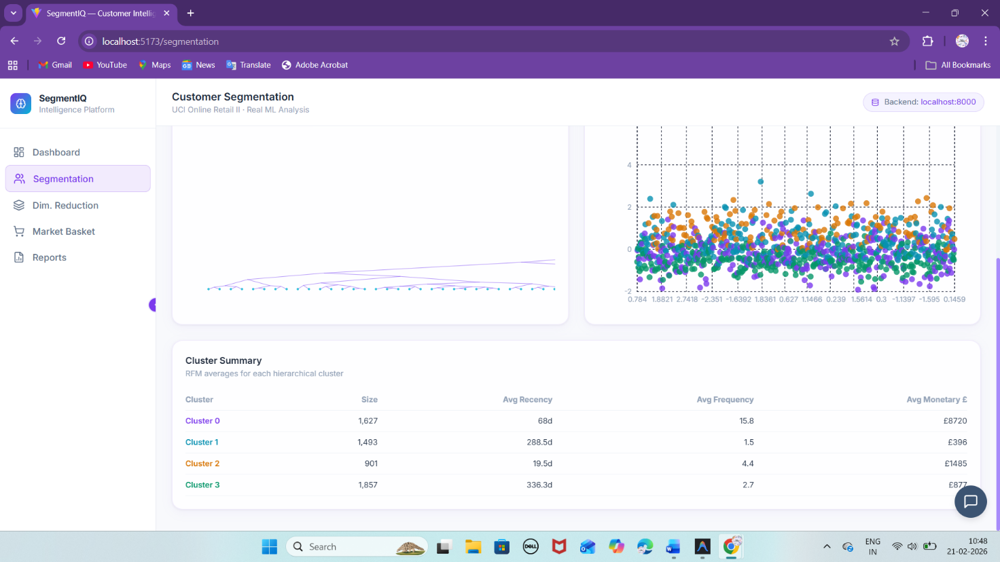 SegmentIQ — Customer Intellig
localhost:5173/segmentation
Gmail YouTube Maps News Translate Adobe Acrobat All Bookmarks
SegmentIQ
Intelligence Platform
Customer Segmentation
UCI Online Retail II · Real ML Analysis
Backend: localhost:8000
Dashboard
Segmentation
Dim. Reduction
Market Basket
Reports
4
2
0
-2
0.784 1.8821 2.7418 -2.351 -1.6392 1.8361 0.627 1.1466 0.239 1.5614 0.3 -1.1397 -1.595 0.1459
Cluster Summary
RFM averages for each hierarchical cluster
Cluster Size Avg Recency Avg Frequency Avg Monetary £
Cluster 0 1,627 68d 15.8 £8720
Cluster 1 1,493 288.5d 1.5 £396
Cluster 2 901 19.5d 4.4 £1485
Cluster 3 1,857 336.3d 2.7 £877
Search
DELL
ENG
IN
10:48
21-02-2026